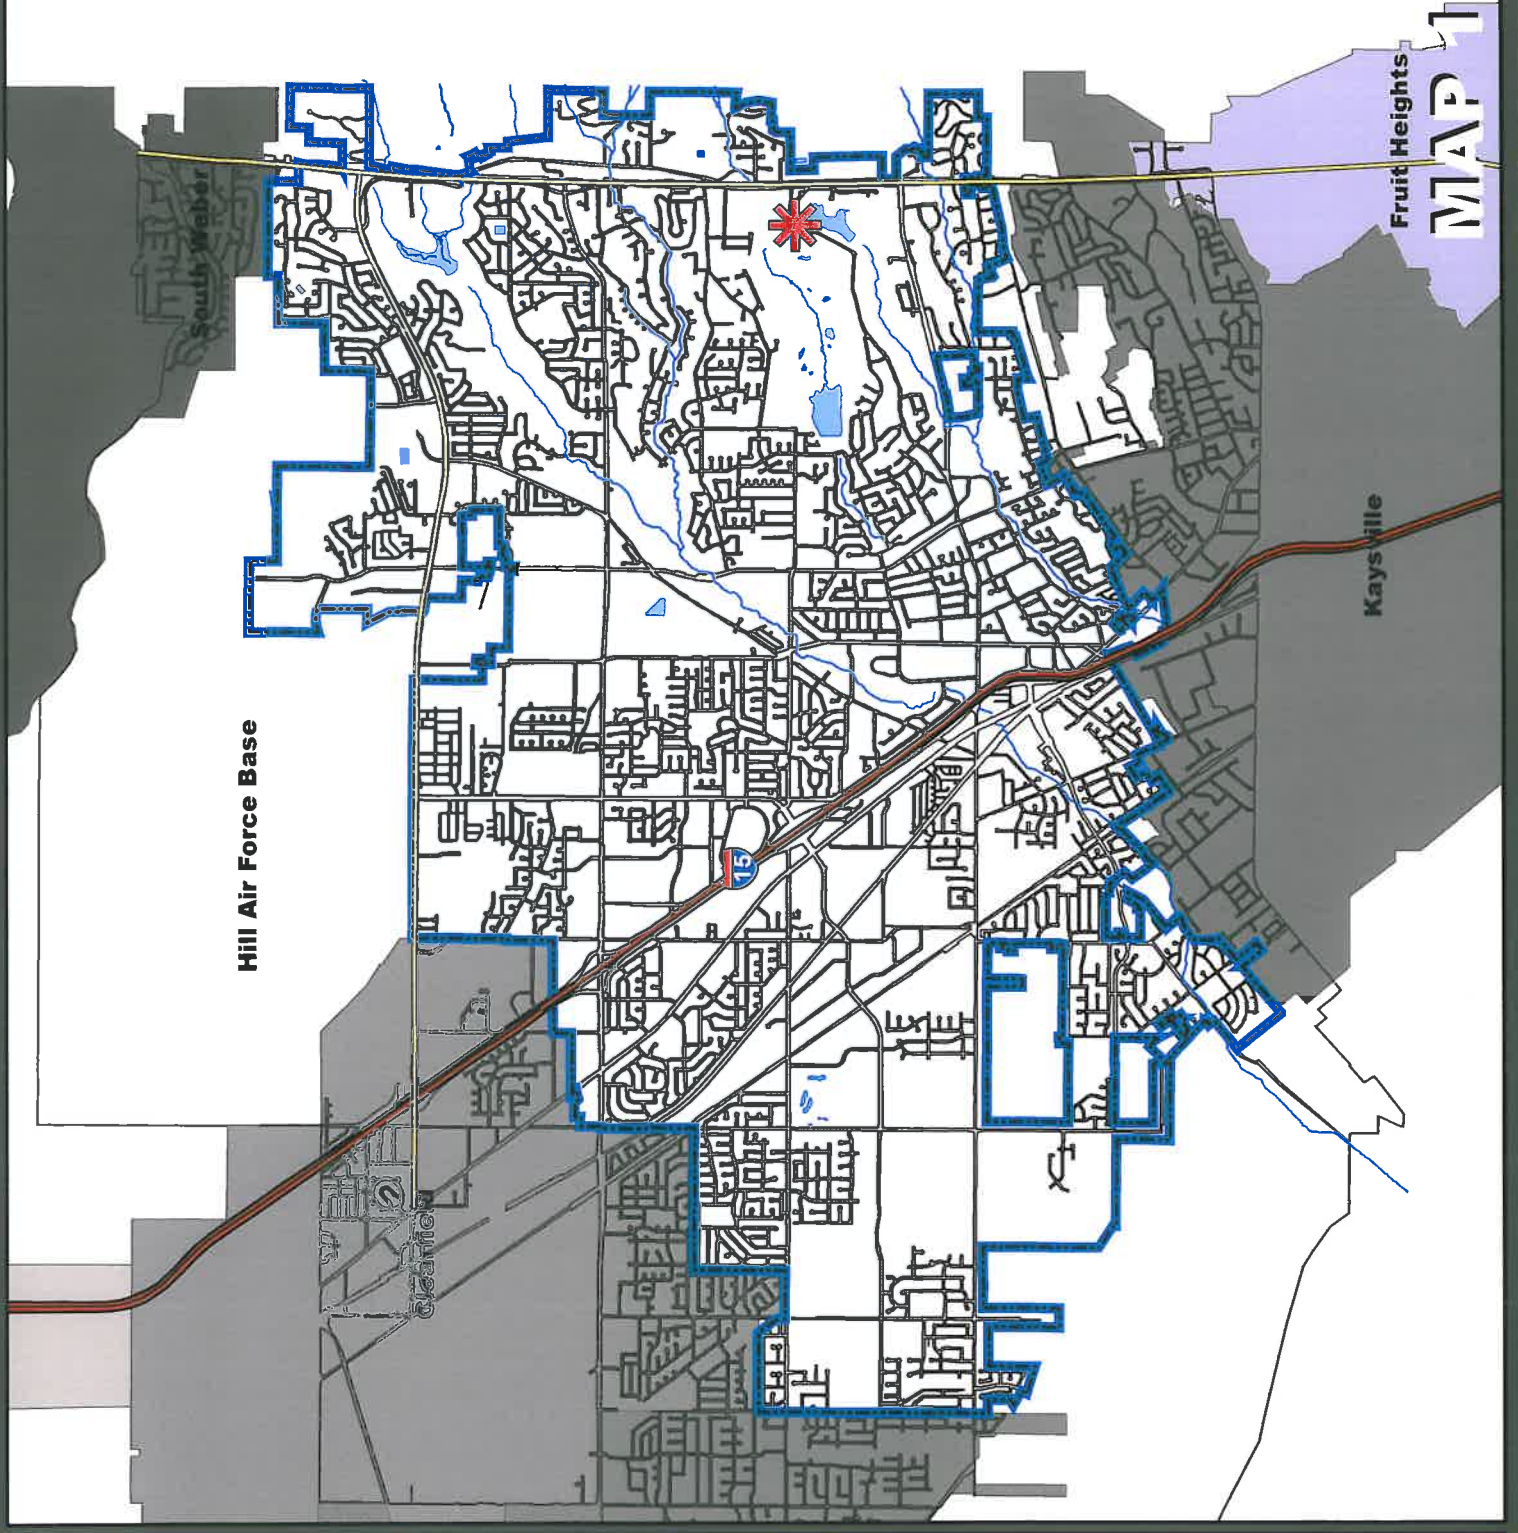 South Weber
Hill Air Force Base
Clearfield
15
Kaysville
Fruit Heights
MAP 1